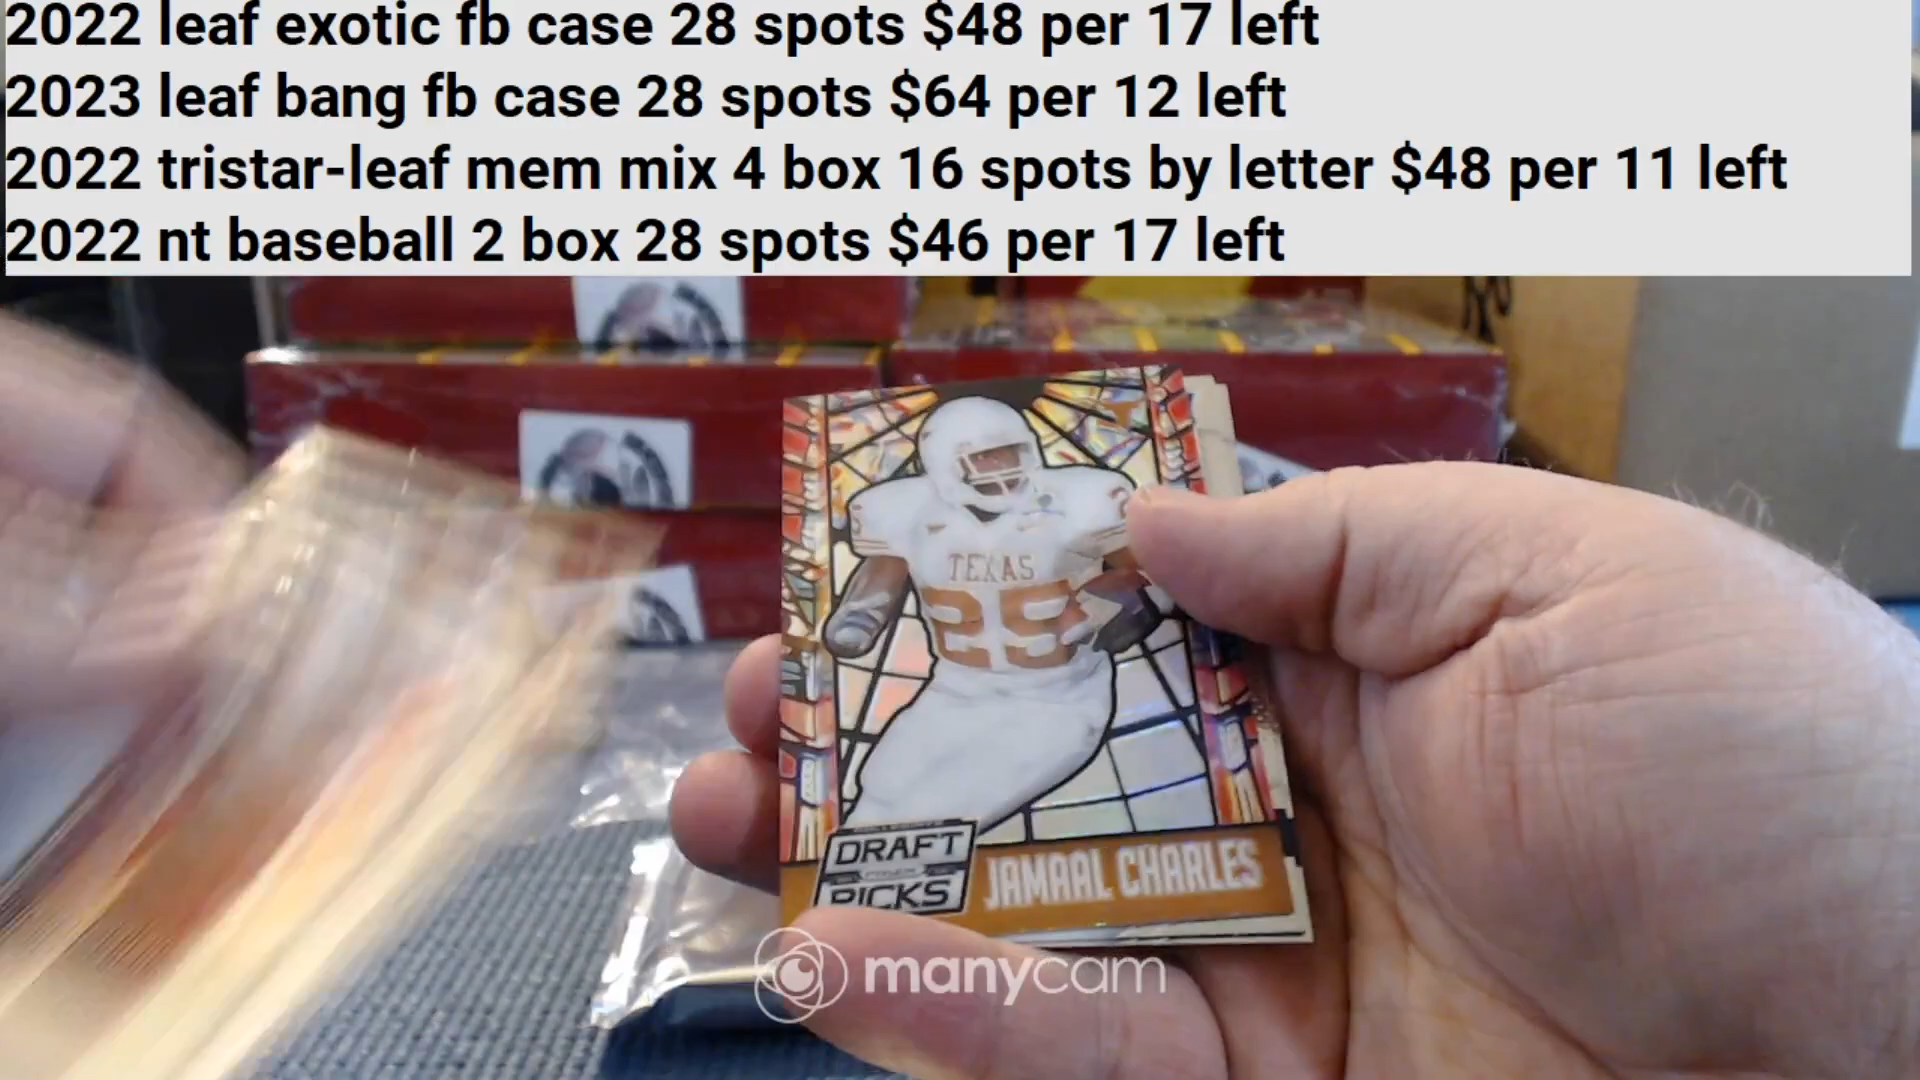 2022 leaf exotic fb case 28 spots $48 per 17 left
2023 leaf bang fb case 28 spots $64 per 12 left
2022 tristar-leaf mem mix 4 box 16 spots by letter $48 per 11 left
2022 nt baseball 2 box 28 spots $46 per 17 left
TEXAS
25
DRAFT
PICKS
JAMAAL CHARLES
manycam